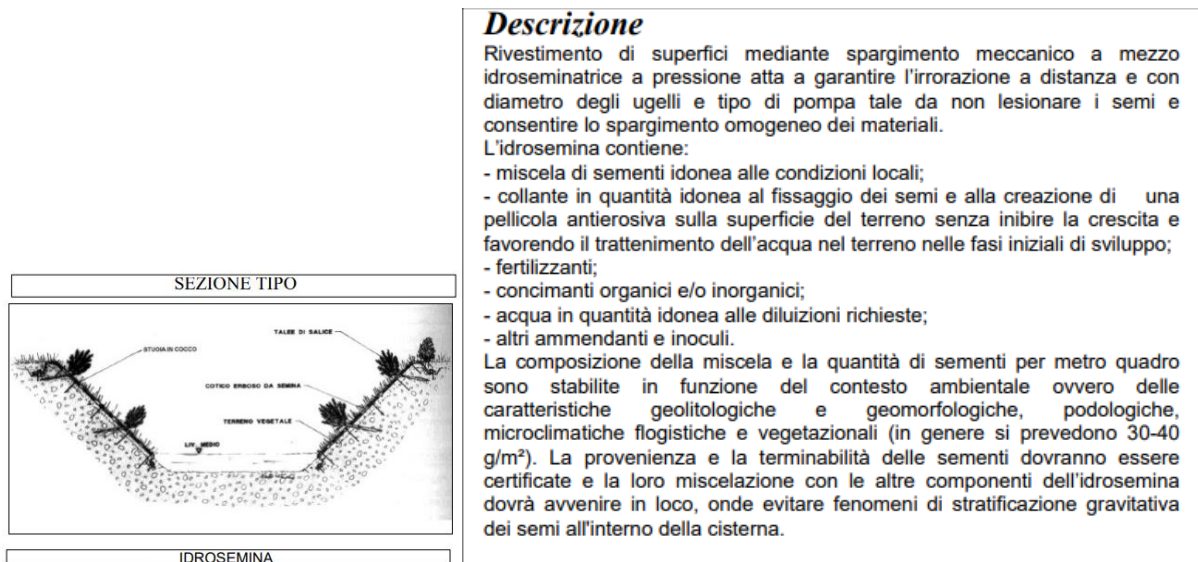 SEZIONE TIPO
TALEE DI SALICE
STUOIA IN COCCO
COTICO ERBOSO DA SEMINA
TERRENO VEGETALE
LIV. MEDIO
IDROSEMINA
Descrizione
Rivestimento di superfici mediante spargimento meccanico a mezzo
idroseminatrice a pressione atta a garantire l'irrorazione a distanza e con
diametro degli ugelli e tipo di pompa tale da non lesionare i semi e
consentire lo spargimento omogeneo dei materiali.
L'idrosemina contiene:
- miscela di sementi idonea alle condizioni locali;
- collante in quantità idonea al fissaggio dei semi e alla creazione di una
pellicola antierosiva sulla superficie del terreno senza inibire la crescita e
favorendo il trattenimento dell'acqua nel terreno nelle fasi iniziali di sviluppo;
- fertilizzanti;
- concimanti organici e/o inorganici;
- acqua in quantità idonea alle diluizioni richieste;
- altri ammendanti e inoculi.
La composizione della miscela e la quantità di sementi per metro quadro
sono stabilite in funzione del contesto ambientale ovvero delle
caratteristiche geolitologiche e geomorfologiche, podologiche,
microclimatiche flogistiche e vegetazionali (in genere si prevedono 30-40
g/m²). La provenienza e la terminabilità delle sementi dovranno essere
certificate e la loro miscelazione con le altre componenti dell'idrosemina
dovrà avvenire in loco, onde evitare fenomeni di stratificazione gravitativa
dei semi all'interno della cisterna.